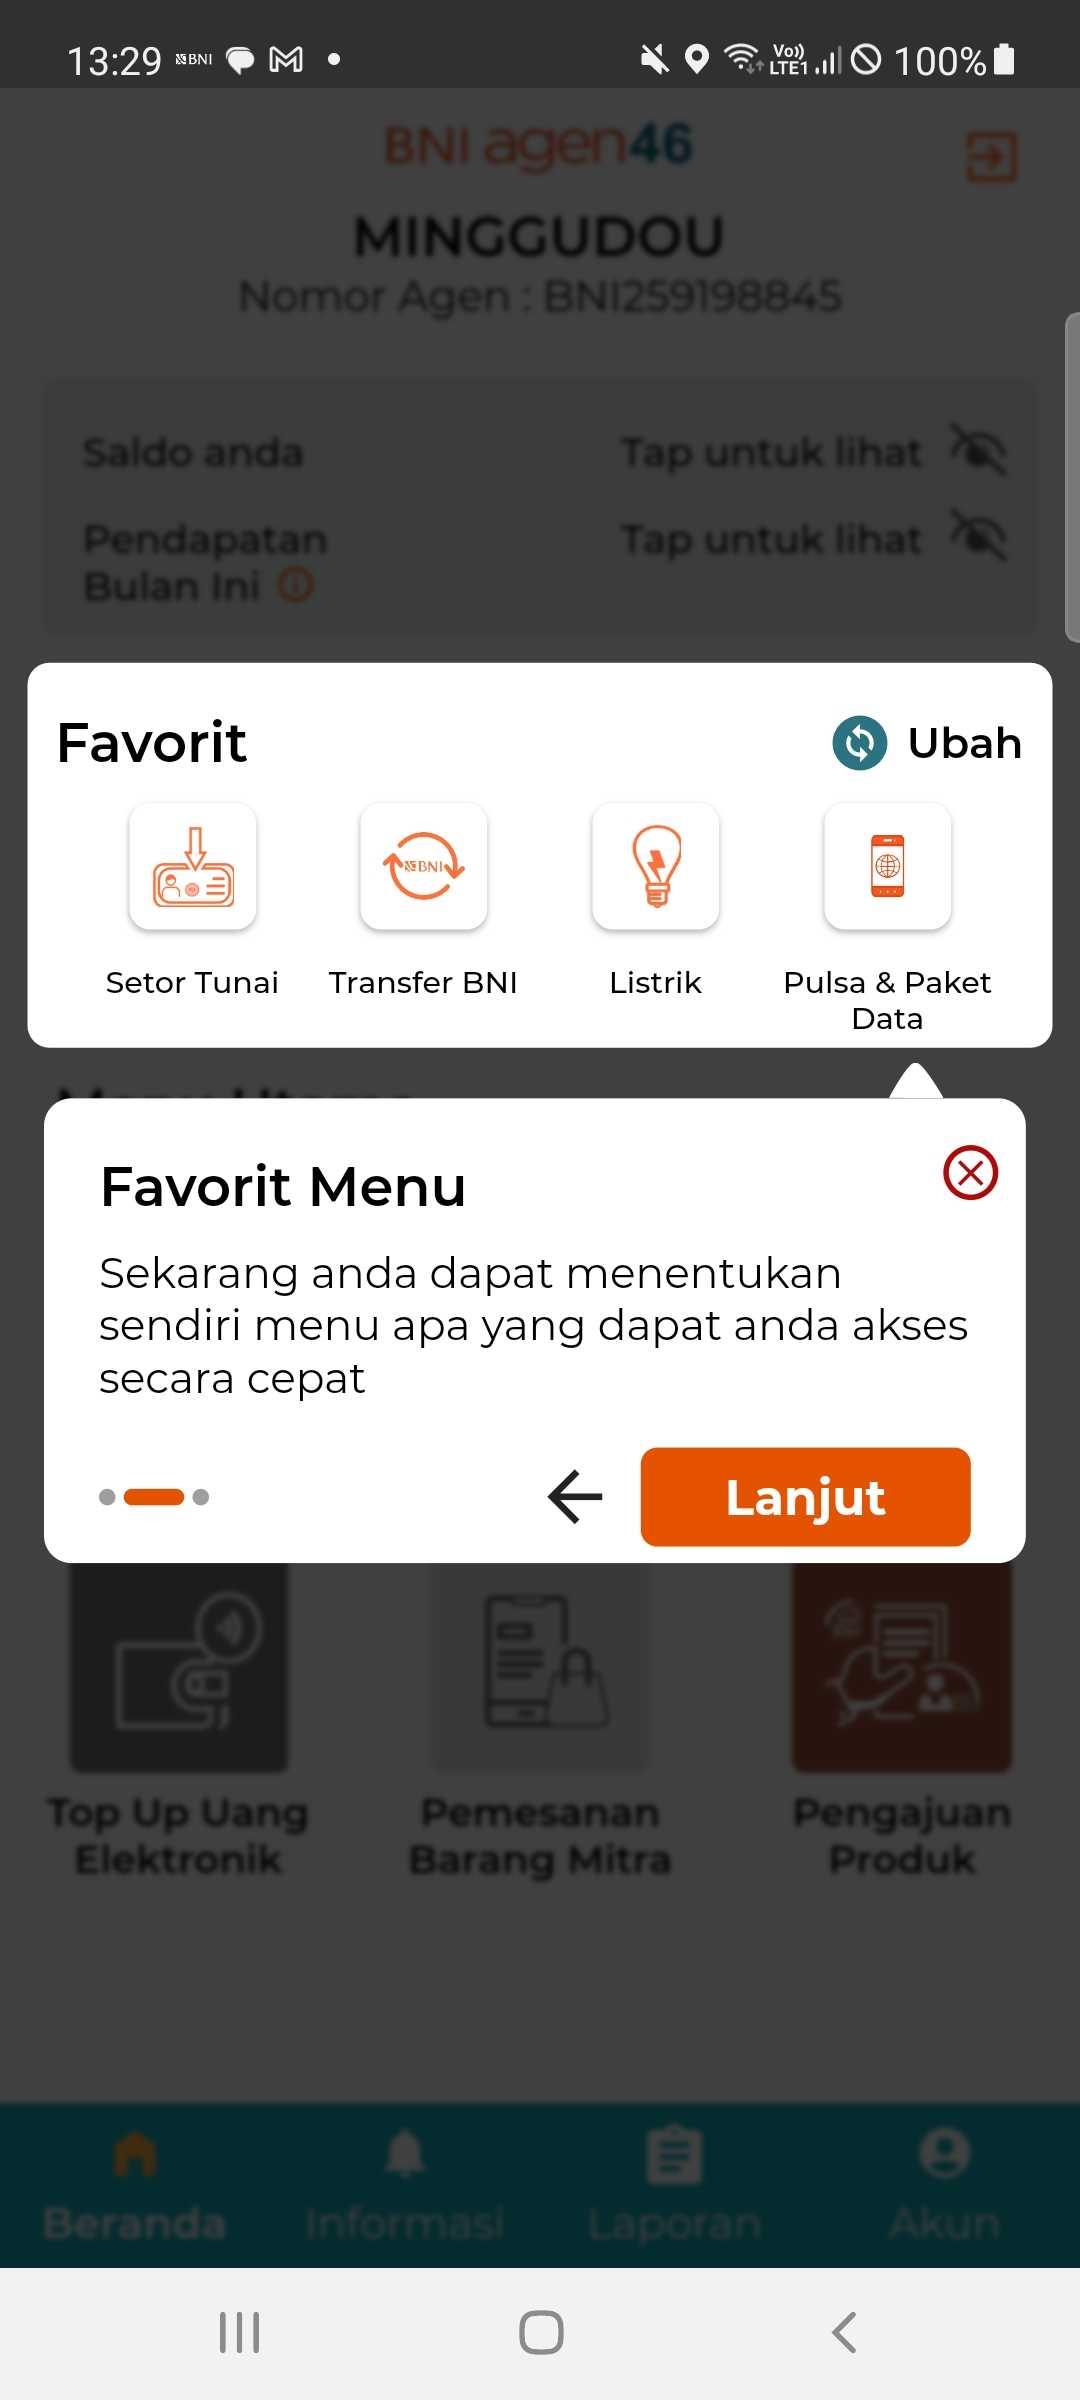 13:29 BNI Vo)) LTE1 100%
BNI agen46
MINGGUDOU
Nomor Agen : BNI259198845
Saldo anda Tap untuk lihat
Pendapatan Tap untuk lihat
Bulan Ini
Favorit Ubah
BNI
Setor Tunai Transfer BNI Listrik Pulsa & Paket
Data
Favorit Menu
Sekarang anda dapat menentukan
sendiri menu apa yang dapat anda akses
secara cepat
Lanjut
Top Up Uang Pemesanan Pengajuan
Elektronik Barang Mitra Produk
Beranda Informasi Laporan Akun